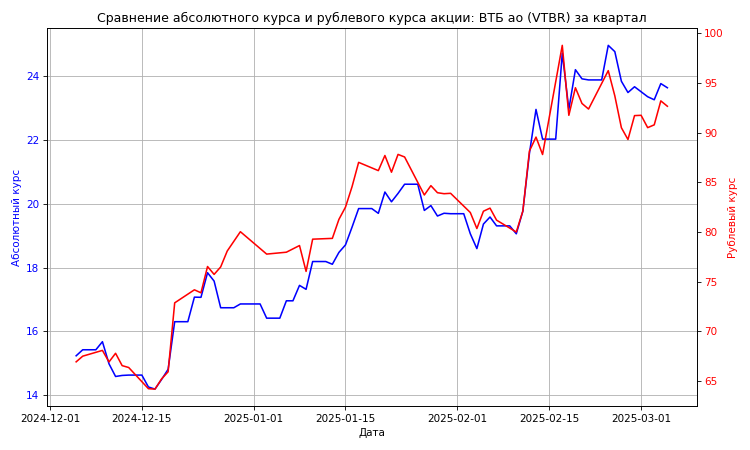 Сравнение абсолютного курса и рублевого курса акции: ВТБ ао (VTBR) за квартал
100
95
90
85
80
75
70
65
24
22
20
18
16
14
Абсолютный курс
Рублевый курс
2024-12-01 2024-12-15 2025-01-01 2025-01-15 2025-02-01 2025-02-15 2025-03-01
Дата